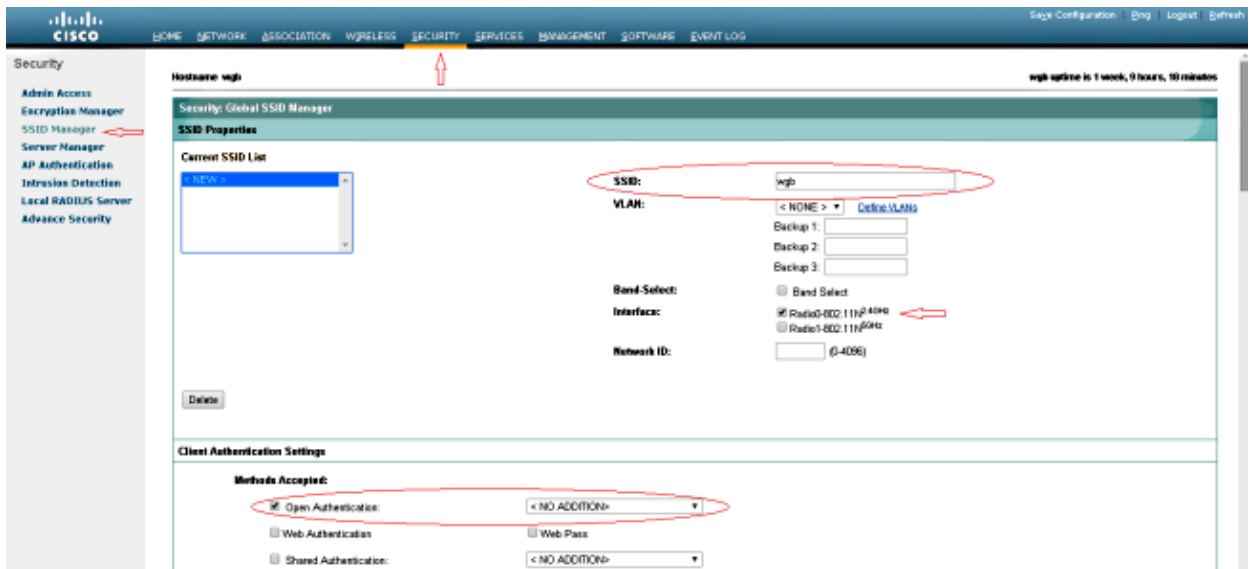 Save Configuration | Ping | Logout | Refresh
CISCO
HOME NETWORK ASSOCIATION WIRELESS SECURITY SERVICES MANAGEMENT SOFTWARE EVENT LOG
Security
Admin Access
Encryption Manager
SSID Manager
Server Manager
AP Authentication
Intrusion Detection
Local RADIUS Server
Advance Security
Hostname wgb
wgb uptime is 1 week, 9 hours, 18 minutes
Security: Global SSID Manager
SSID Properties
Current SSID List
< NEW >
SSID: wgb
VLAN: < NONE > Define VLANs
Backup 1:
Backup 2:
Backup 3:
Band-Select: Band Select
Interface: Radio0-802.11N2.4GHz
Radio1-802.11N5GHz
Network ID: (0-4096)
Delete
Client Authentication Settings
Methods Accepted:
Open Authentication: < NO ADDITION>
Web Authentication Web Pass
Shared Authentication: < NO ADDITION>